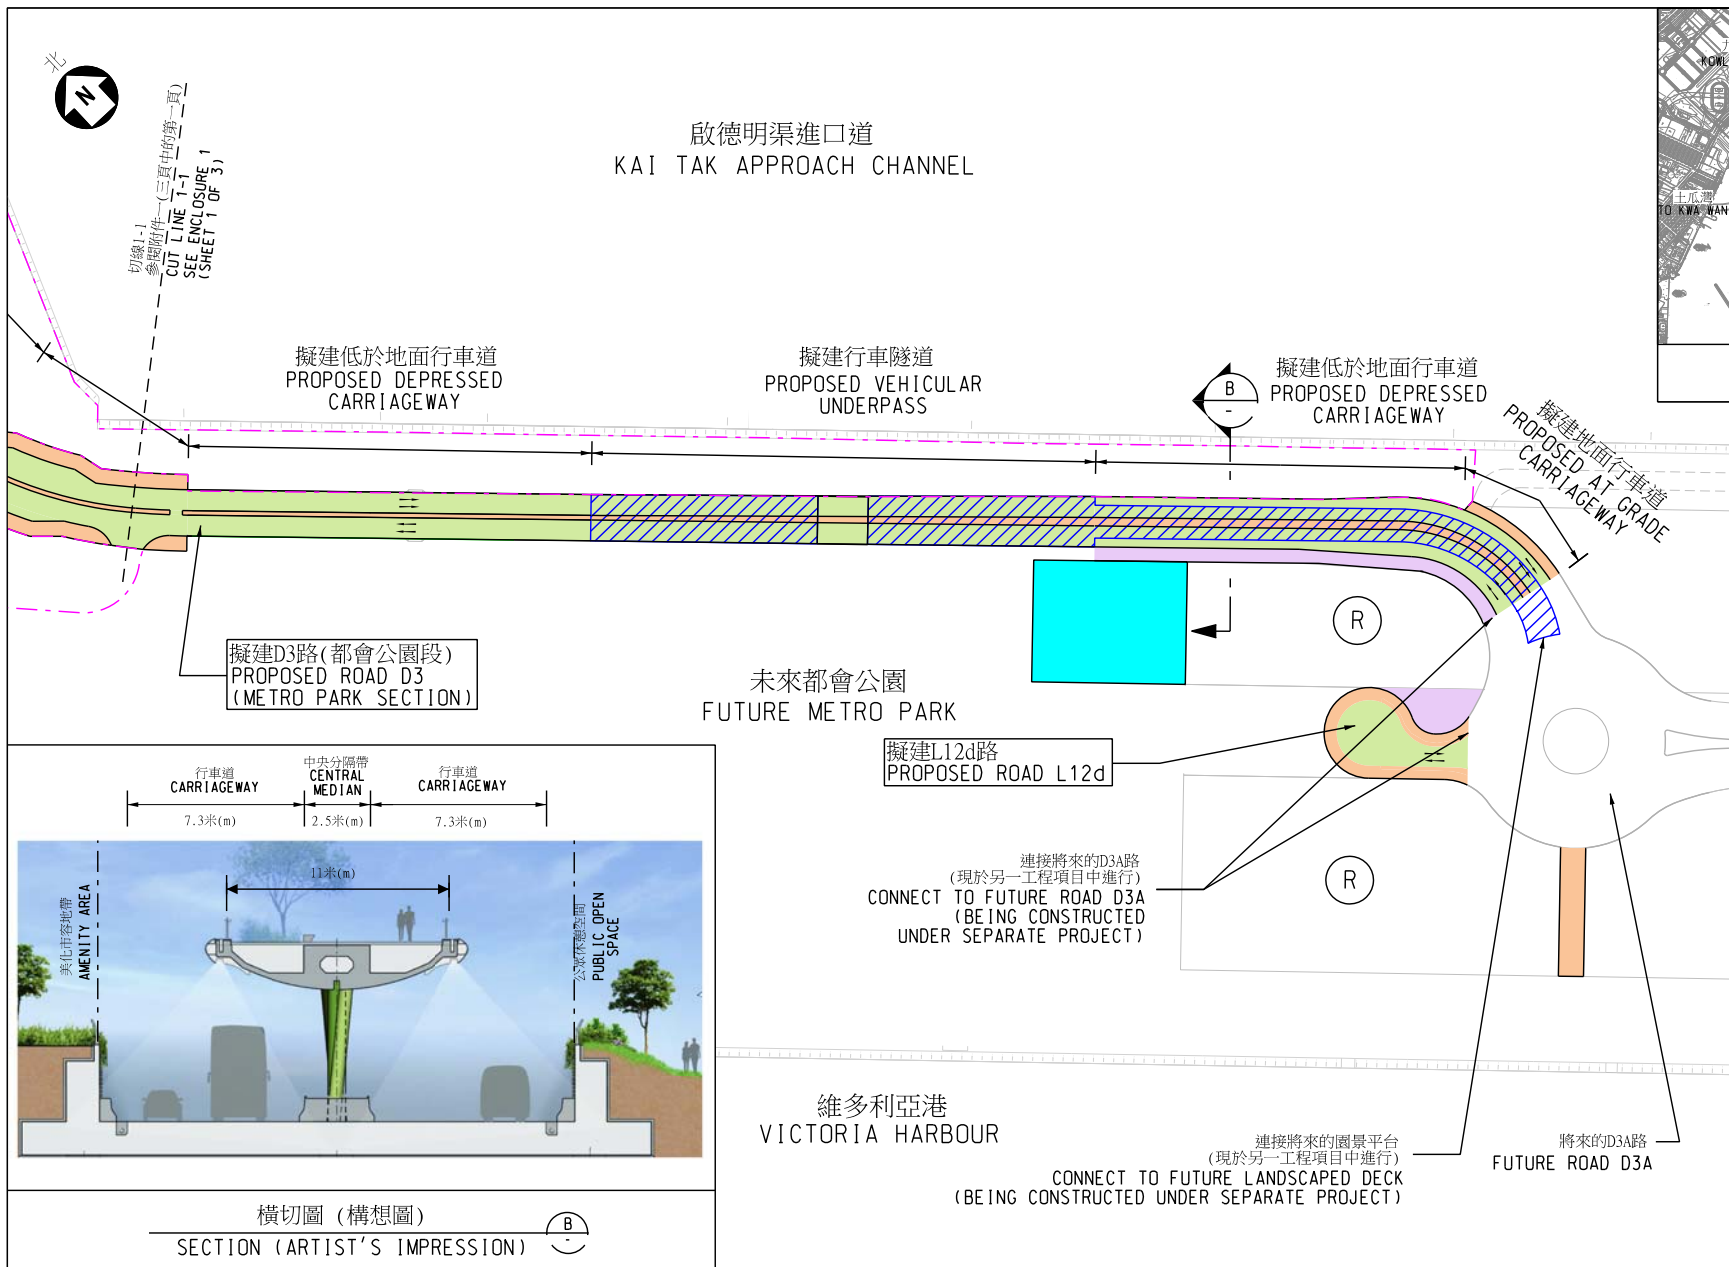 北
N
切線1-1
參閱附件一(三頁中的第一頁)
CUT LINE 1-1
SEE ENCLOSURE 1
(SHEET 1 OF 3)
啟德明渠進口道
KAI TAK APPROACH CHANNEL
土瓜灣
擬建低於地面行車道
PROPOSED DEPRESSED
CARRIAGEWAY
擬建行車隧道
PROPOSED VEHICULAR
UNDERPASS
B
-
擬建低於地面行車道
PROPOSED DEPRESSED
CARRIAGEWAY
擬建地面行車道
PROPOSED AT GRADE
CARRIAGEWAY
擬建D3路(都會公園段)
PROPOSED ROAD D3
(METRO PARK SECTION)
未來都會公園
FUTURE METRO PARK
R
擬建L12d路
PROPOSED ROAD L12d
R
連接將來的D3A路
(現於另一工程項目中進行)
CONNECT TO FUTURE ROAD D3A
(BEING CONSTRUCTED
UNDER SEPARATE PROJECT)
維多利亞港
VICTORIA HARBOUR
連接將來的園景平台
(現於另一工程項目中進行)
CONNECT TO FUTURE LANDSCAPED DECK
(BEING CONSTRUCTED UNDER SEPARATE PROJECT)
將來的D3A路
FUTURE ROAD D3A
行車道
CARRIAGEWAY
中央分隔帶
CENTRAL
MEDIAN
行車道
CARRIAGEWAY
7.3米(m)
2.5米(m)
7.3米(m)
11米(m)
美化市容地帶
AMENITY AREA
公眾休憩空間
PUBLIC OPEN
SPACE
橫切圖 (構想圖)
SECTION (ARTIST'S IMPRESSION)
B
-